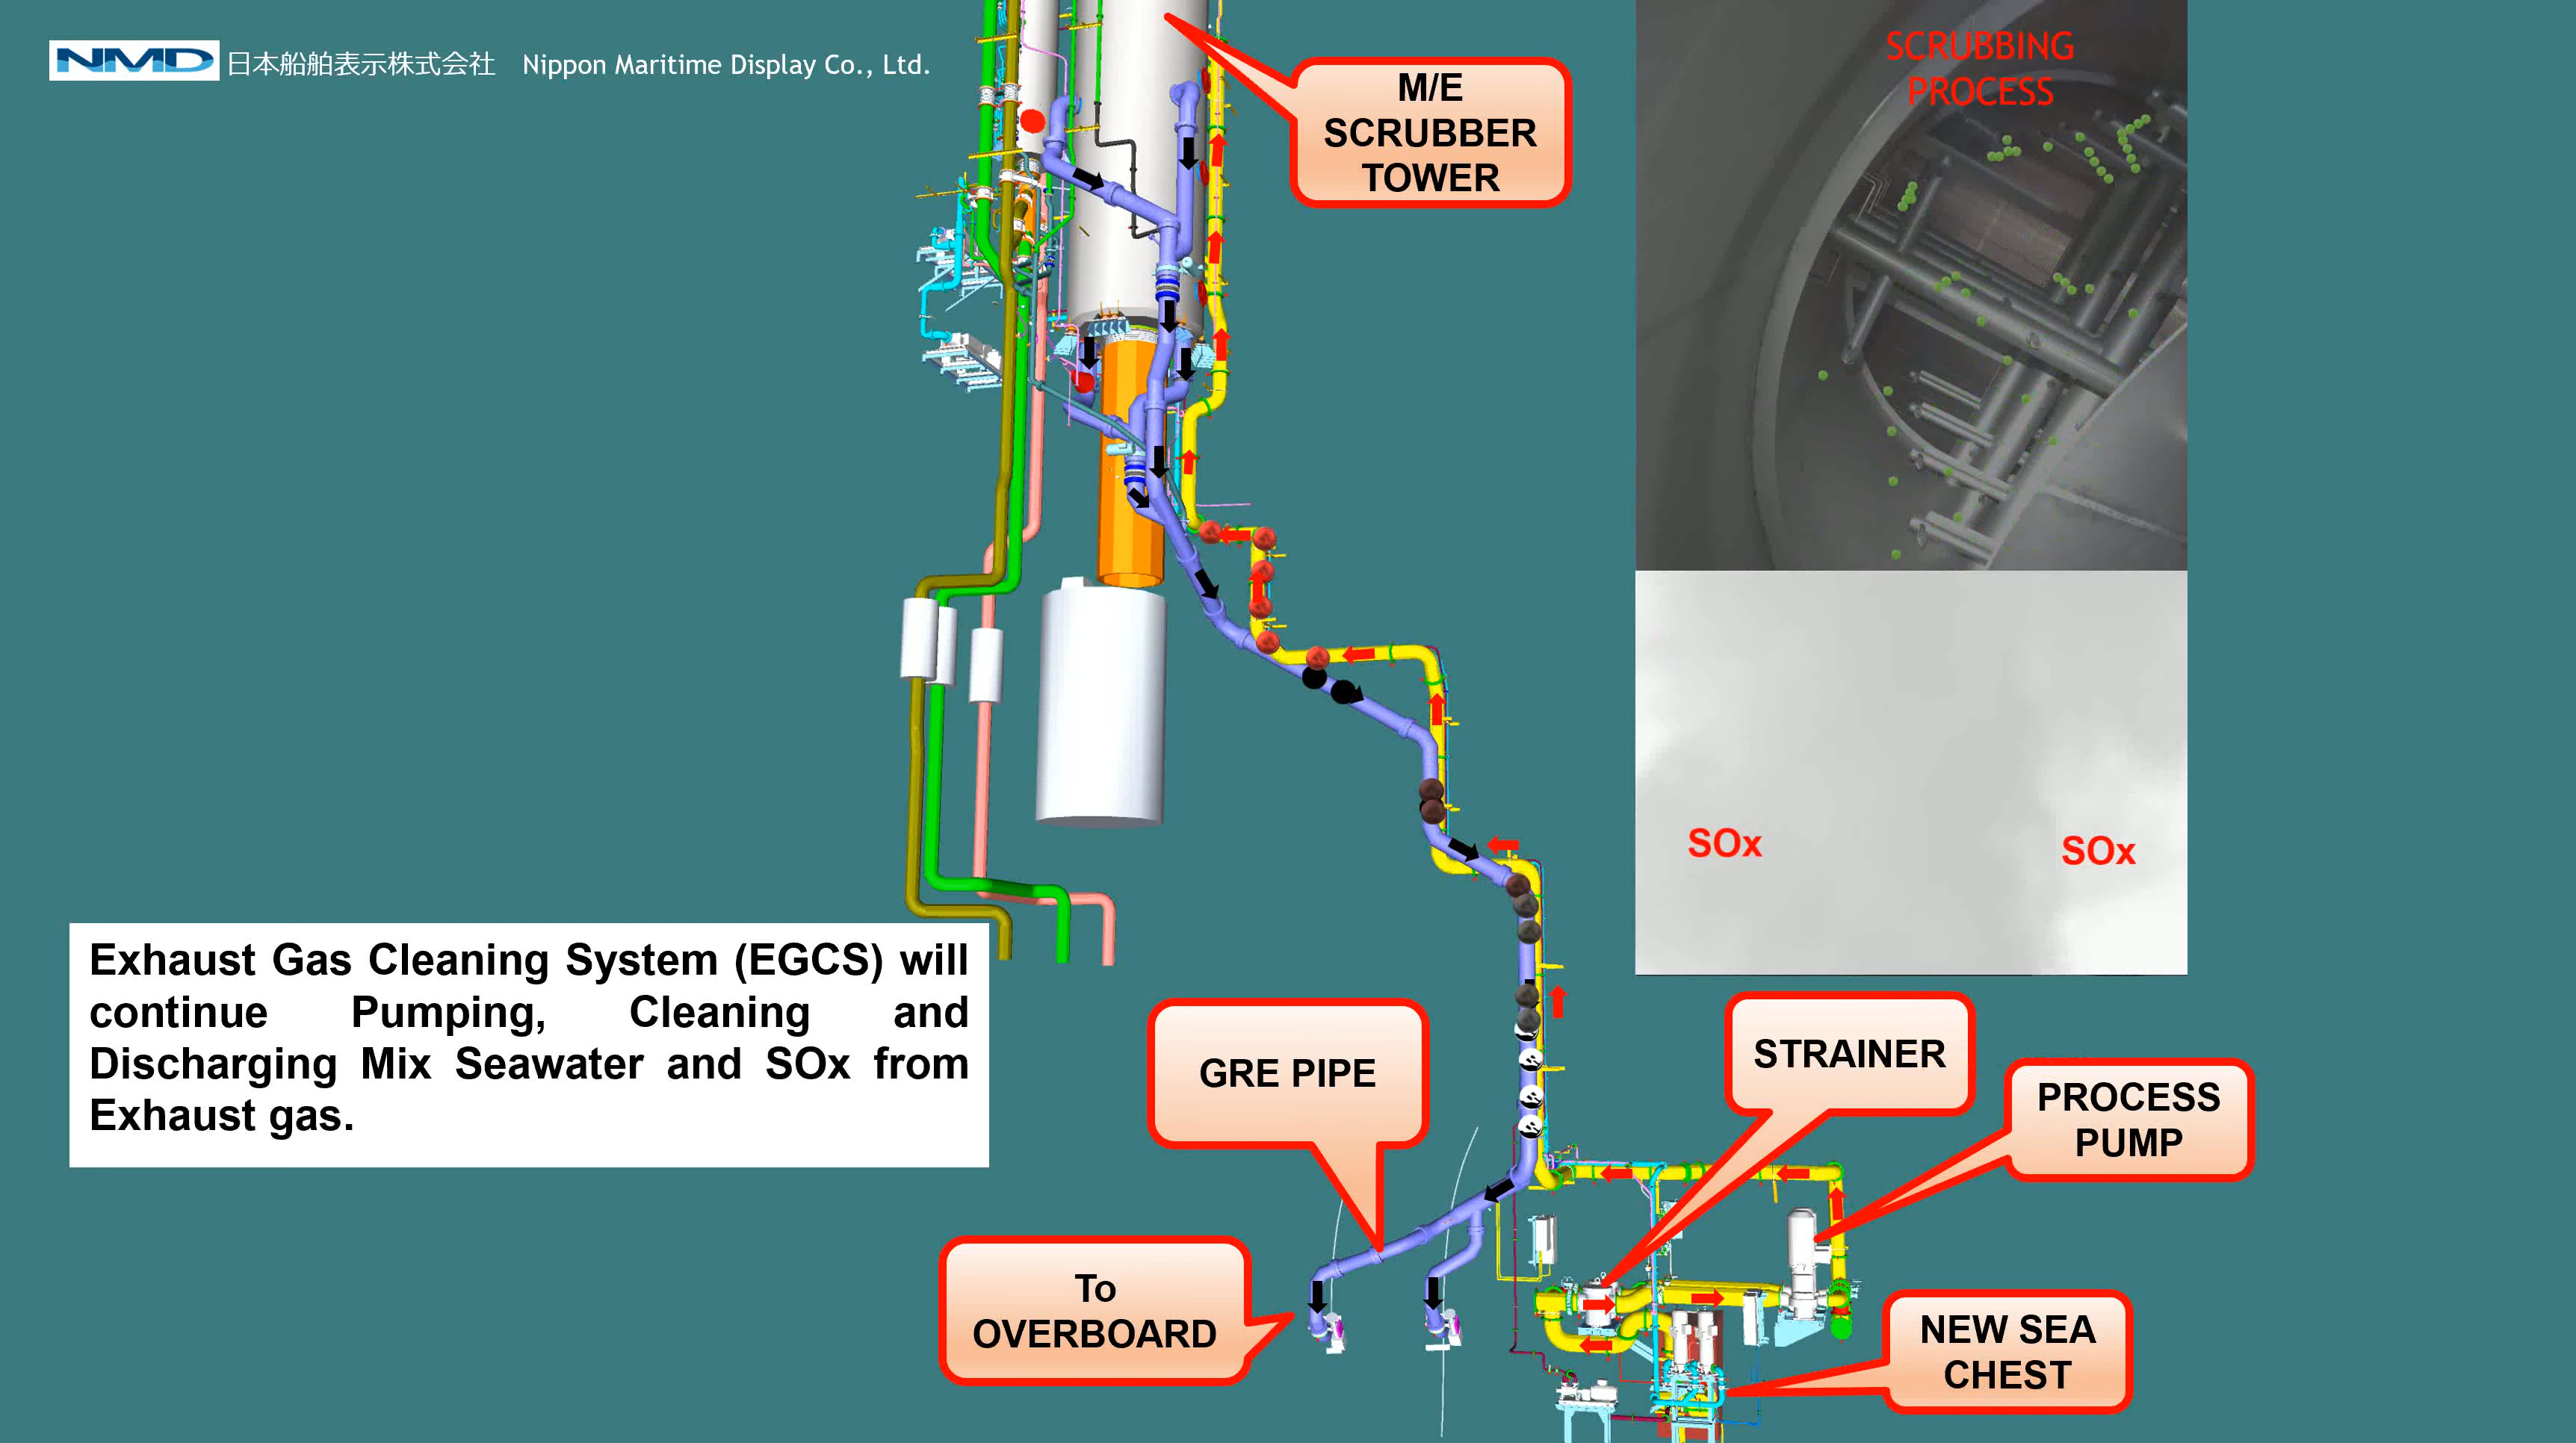 NMD 日本船舶表示株式会社 Nippon Maritime Display Co., Ltd.
M/E
SCRUBBER
TOWER
SCRUBBING
PROCESS
SOx
SOx
Exhaust Gas Cleaning System (EGCS) will
continue Pumping, Cleaning and
Discharging Mix Seawater and SOx from
Exhaust gas.
GRE PIPE
STRAINER
PROCESS
PUMP
To
OVERBOARD
NEW SEA
CHEST